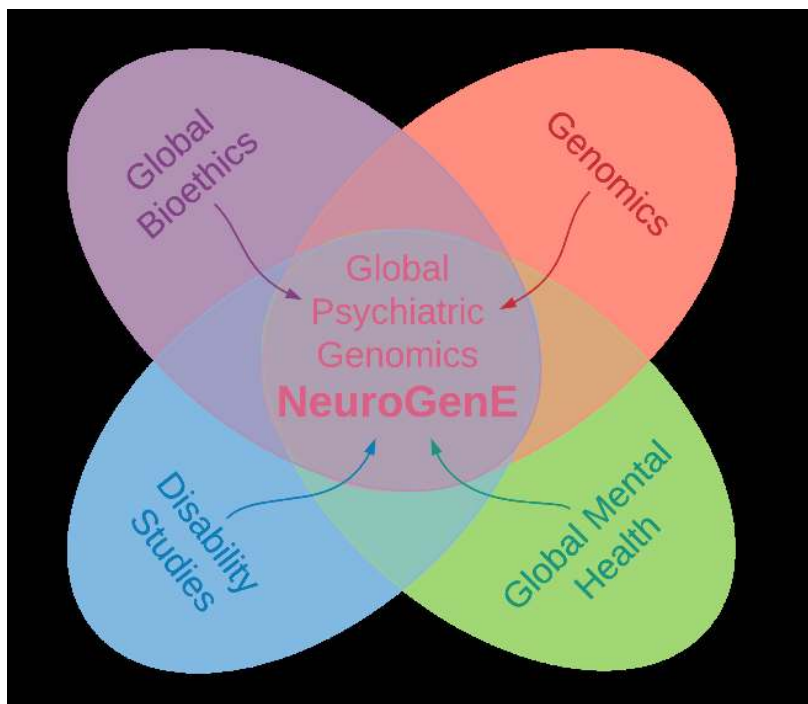 Global
Bioethics
Genomics
Global
Psychiatric
Genomics
NeuroGenE
Disability
Studies
Global Mental
Health